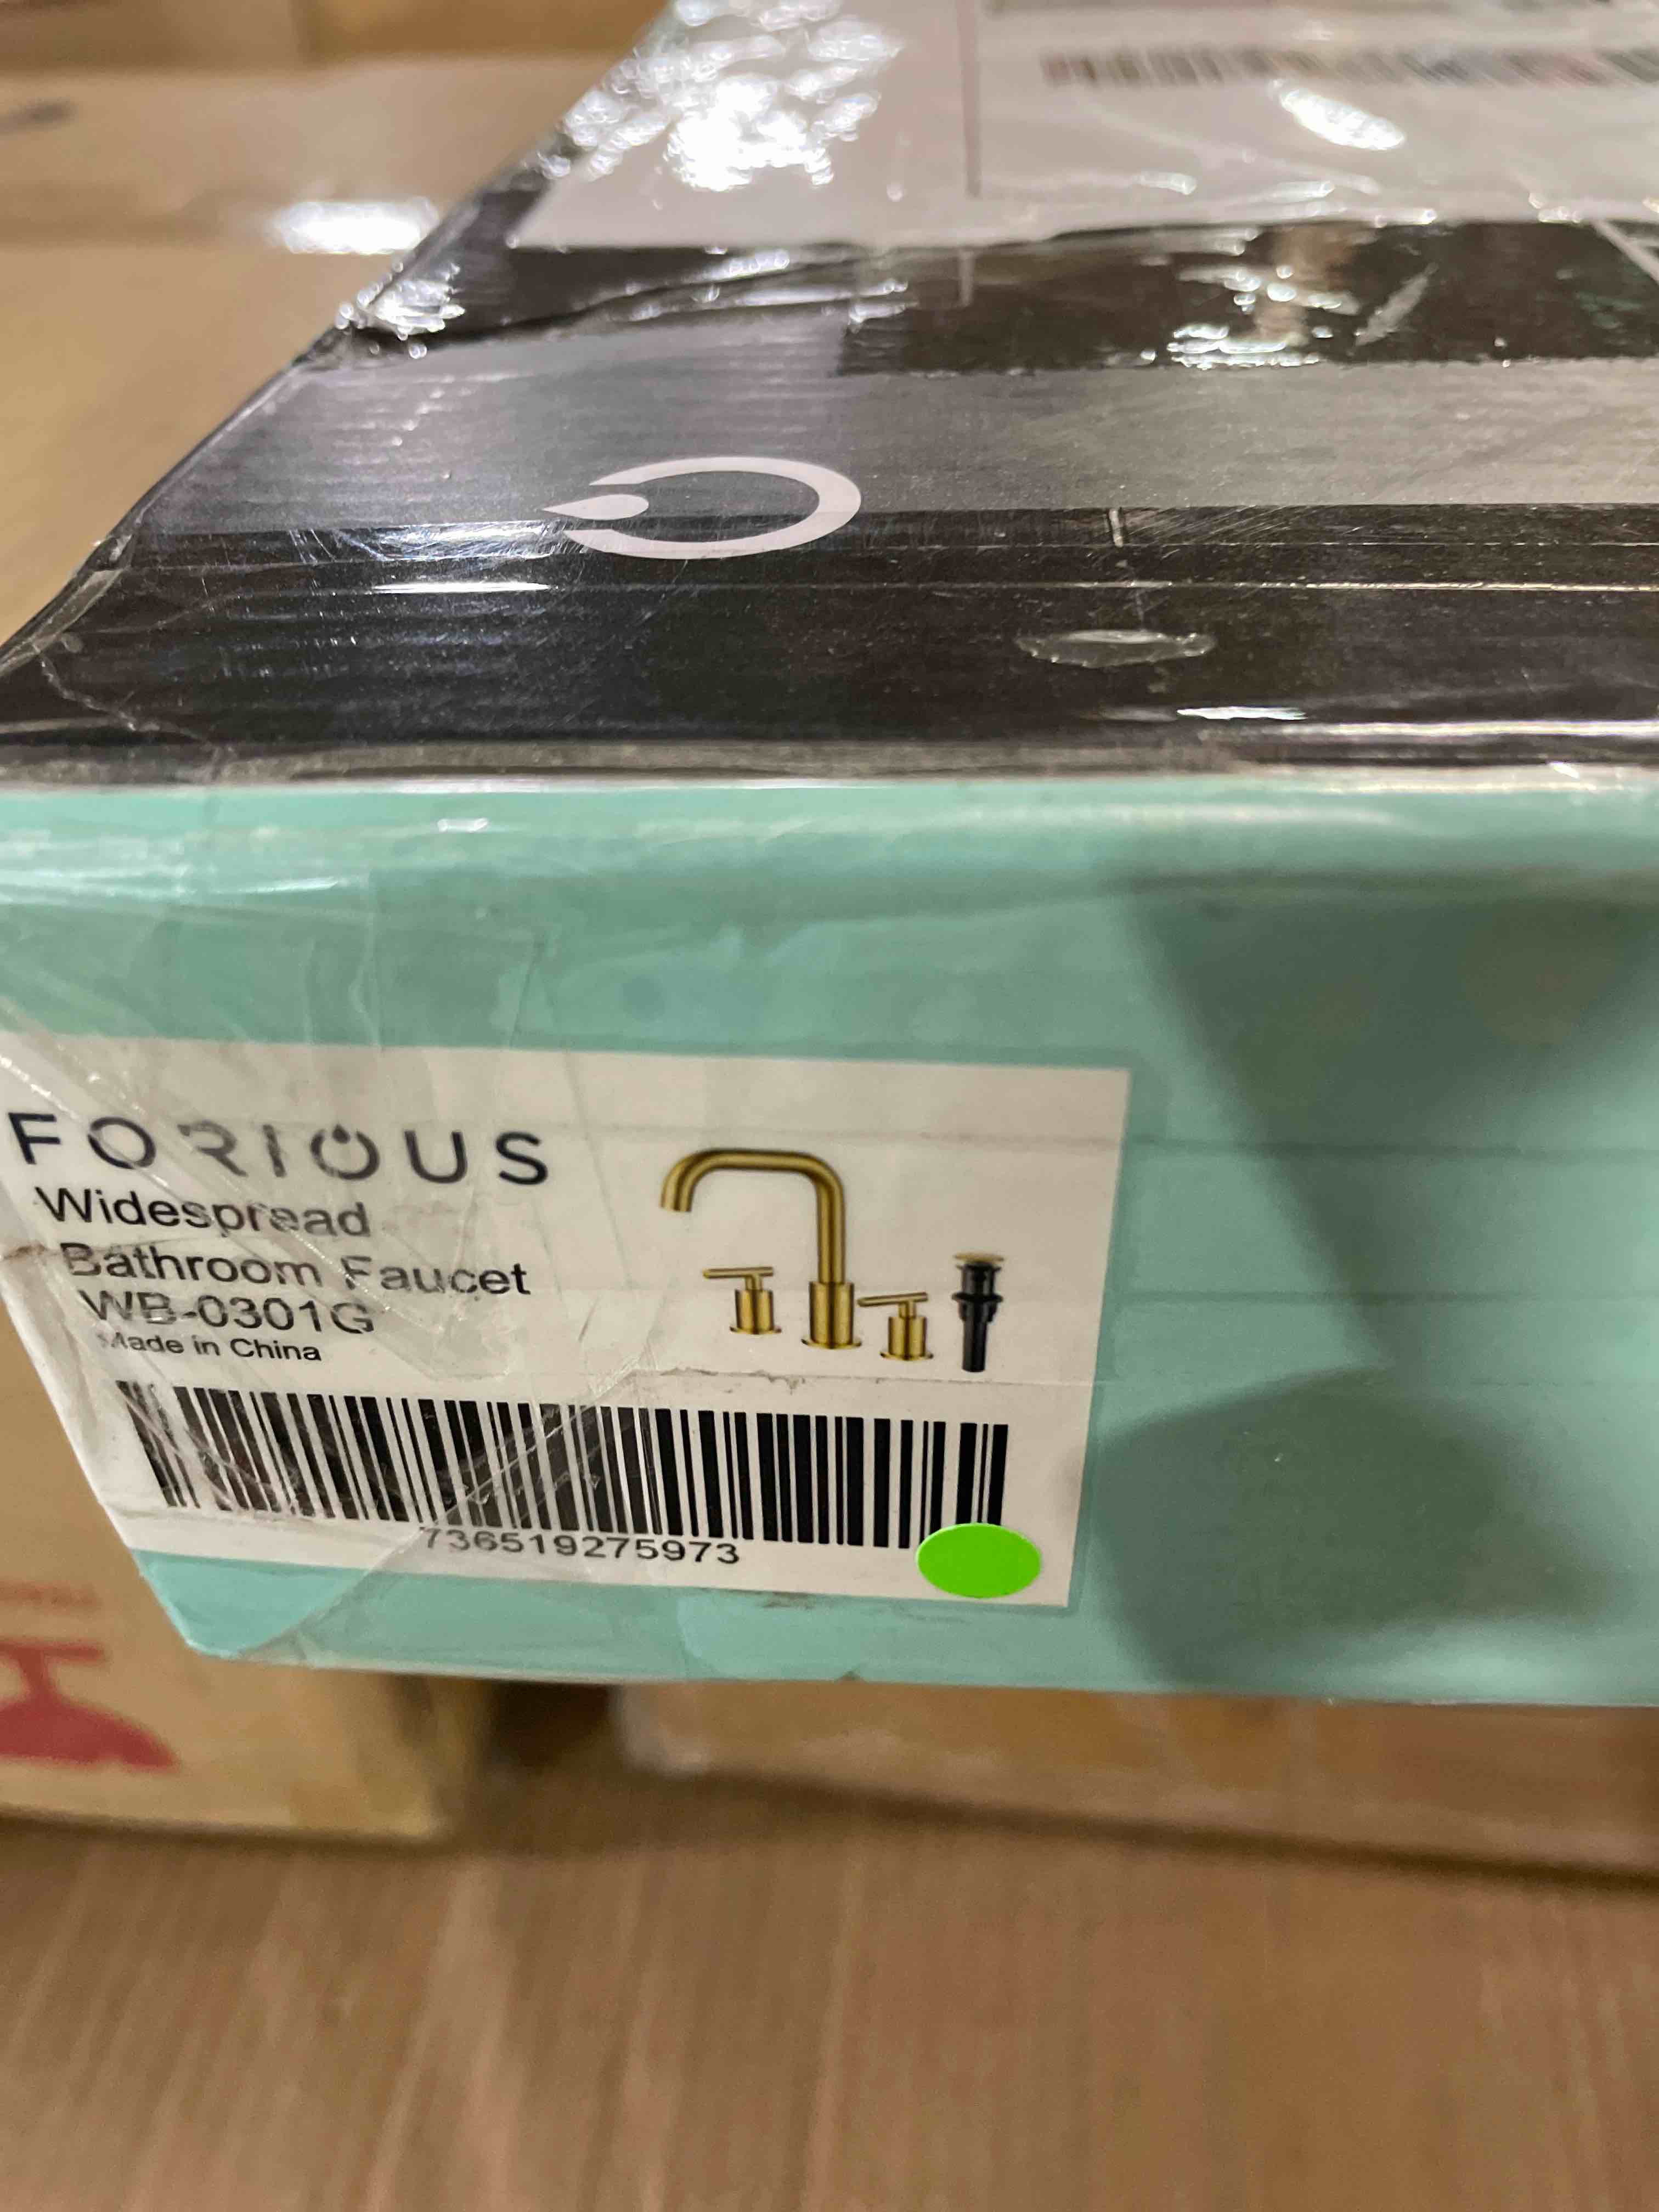 FORIOUS
Widespread
Bathroom Faucet
WB-0301G
Made in China
736519275973